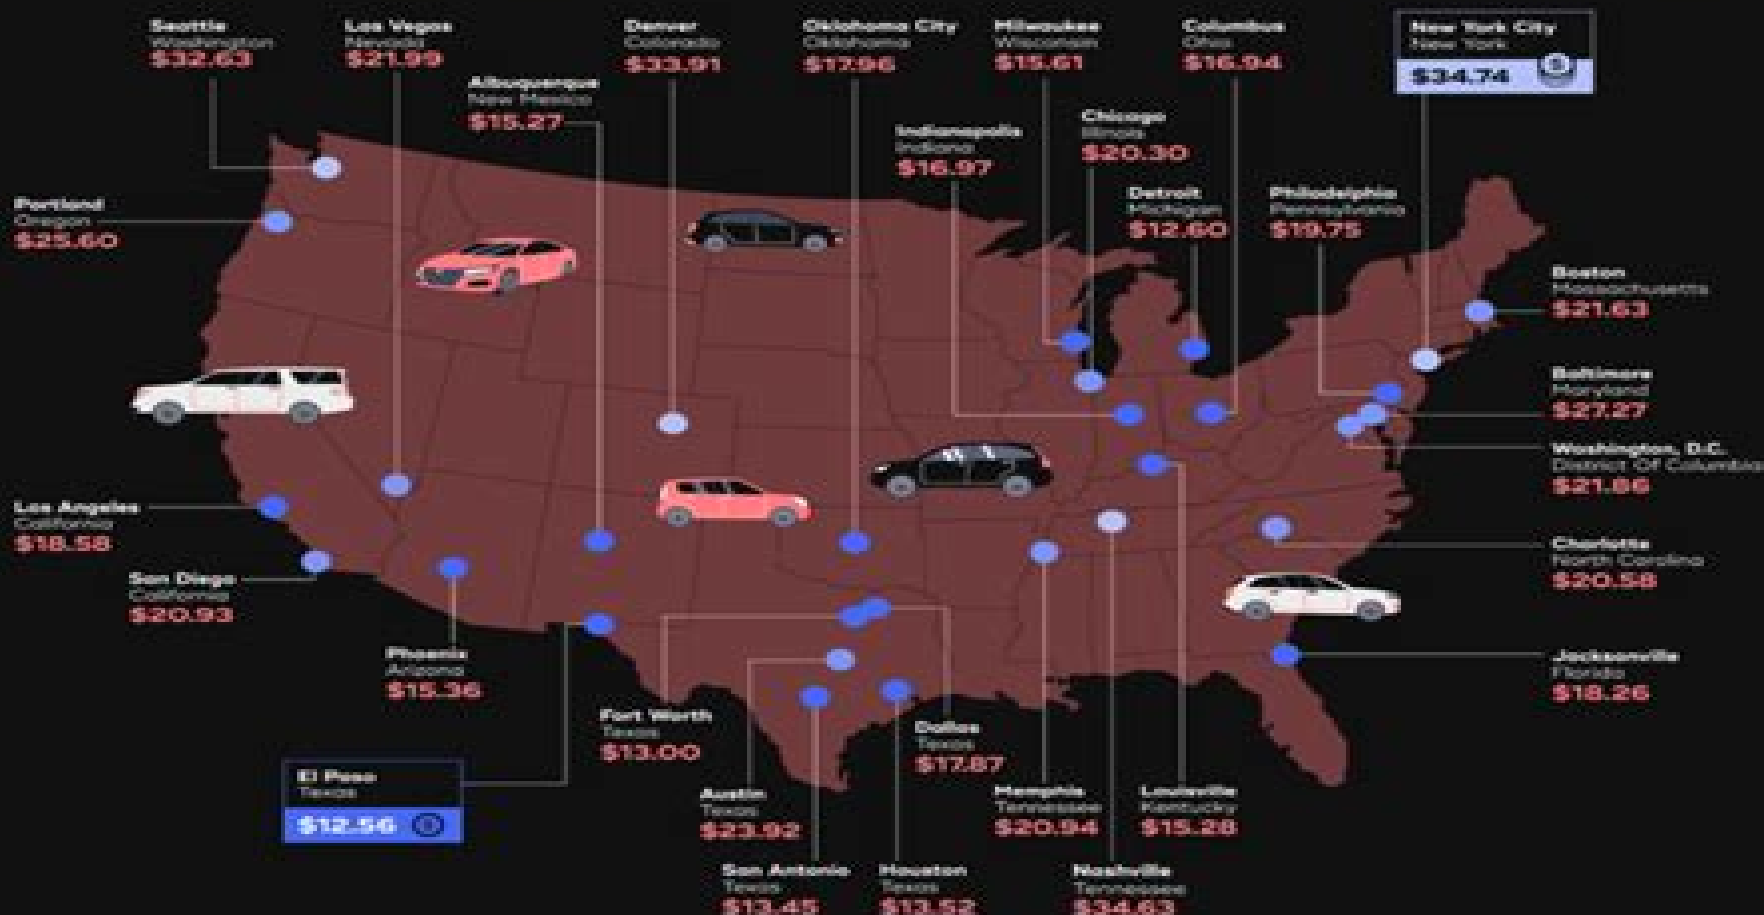 Seattle
Washington
$32.63
Las Vegas
Nevada
$21.99
Albuquerque
New Mexico
$15.27
Denver
Colorado
$33.91
Oklahoma City
Oklahoma
$17.96
Milwaukee
Wisconsin
$15.61
Columbus
Ohio
$16.94
New York City
New York
$34.74
Indianapolis
Indiana
$16.97
Chicago
Illinois
$20.30
Detroit
Michigan
$12.60
Philadelphia
Pennsylvania
$19.75
Portland
Oregon
$25.60
Boston
Massachusetts
$21.63
Baltimore
Maryland
$27.27
Washington, D.C.
District Of Columbia
$21.86
Los Angeles
California
$18.58
San Diego
California
$20.93
Charlotte
North Carolina
$20.58
Phoenix
Arizona
$15.36
Jacksonville
Florida
$18.26
Fort Worth
Texas
$13.00
Dallas
Texas
$17.87
El Paso
Texas
$12.56
Austin
Texas
$23.92
Memphis
Tennessee
$20.94
Louisville
Kentucky
$15.28
San Antonio
Texas
$13.45
Houston
Texas
$13.52
Nashville
Tennessee
$34.63